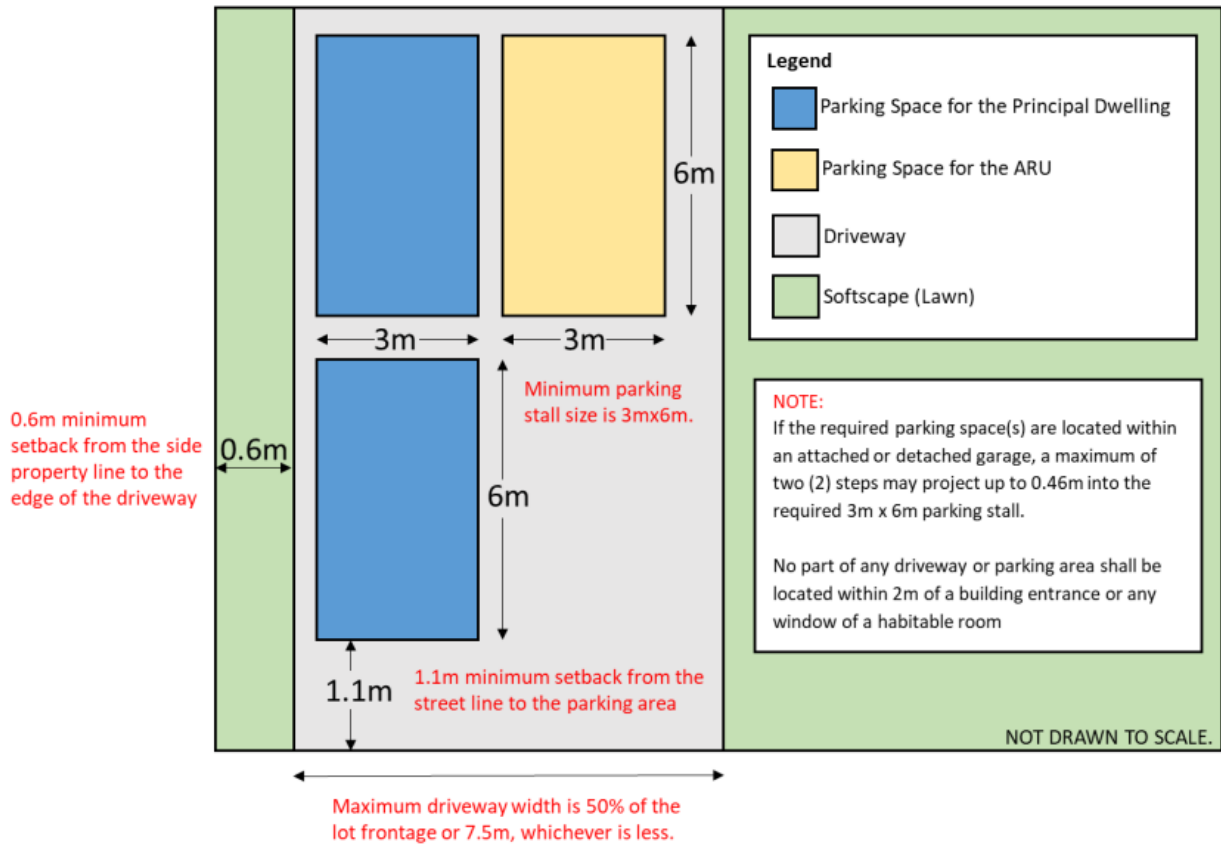 Legend
Parking Space for the Principal Dwelling
Parking Space for the ARU
Driveway
Softscape (Lawn)
6m
3m
3m
Minimum parking
stall size is 3mx6m.
0.6m minimum
setback from the side
property line to the
edge of the driveway
0.6m
6m
NOTE:
If the required parking space(s) are located within
an attached or detached garage, a maximum of
two (2) steps may project up to 0.46m into the
required 3m x 6m parking stall.
No part of any driveway or parking area shall be
located within 2m of a building entrance or any
window of a habitable room
1.1m
1.1m minimum setback from the
street line to the parking area
NOT DRAWN TO SCALE.
Maximum driveway width is 50% of the
lot frontage or 7.5m, whichever is less.